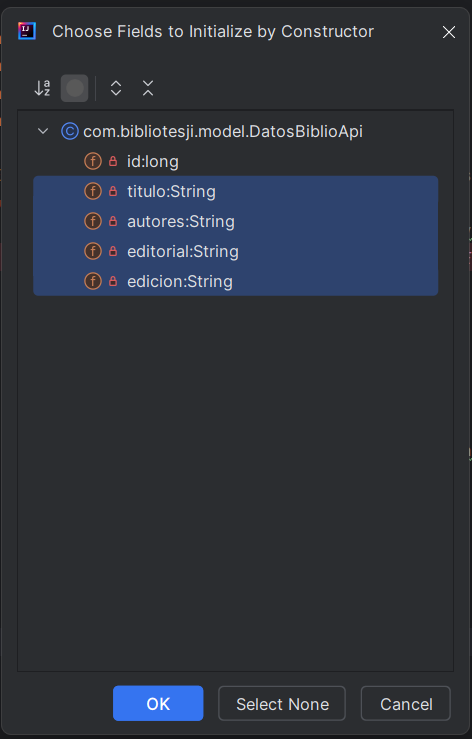 Choose Fields to Initialize by Constructor
com.bibliotesji.model.DatosBiblioApi
id:long
titulo:String
autores:String
editorial:String
edicion:String
OK
Select None
Cancel